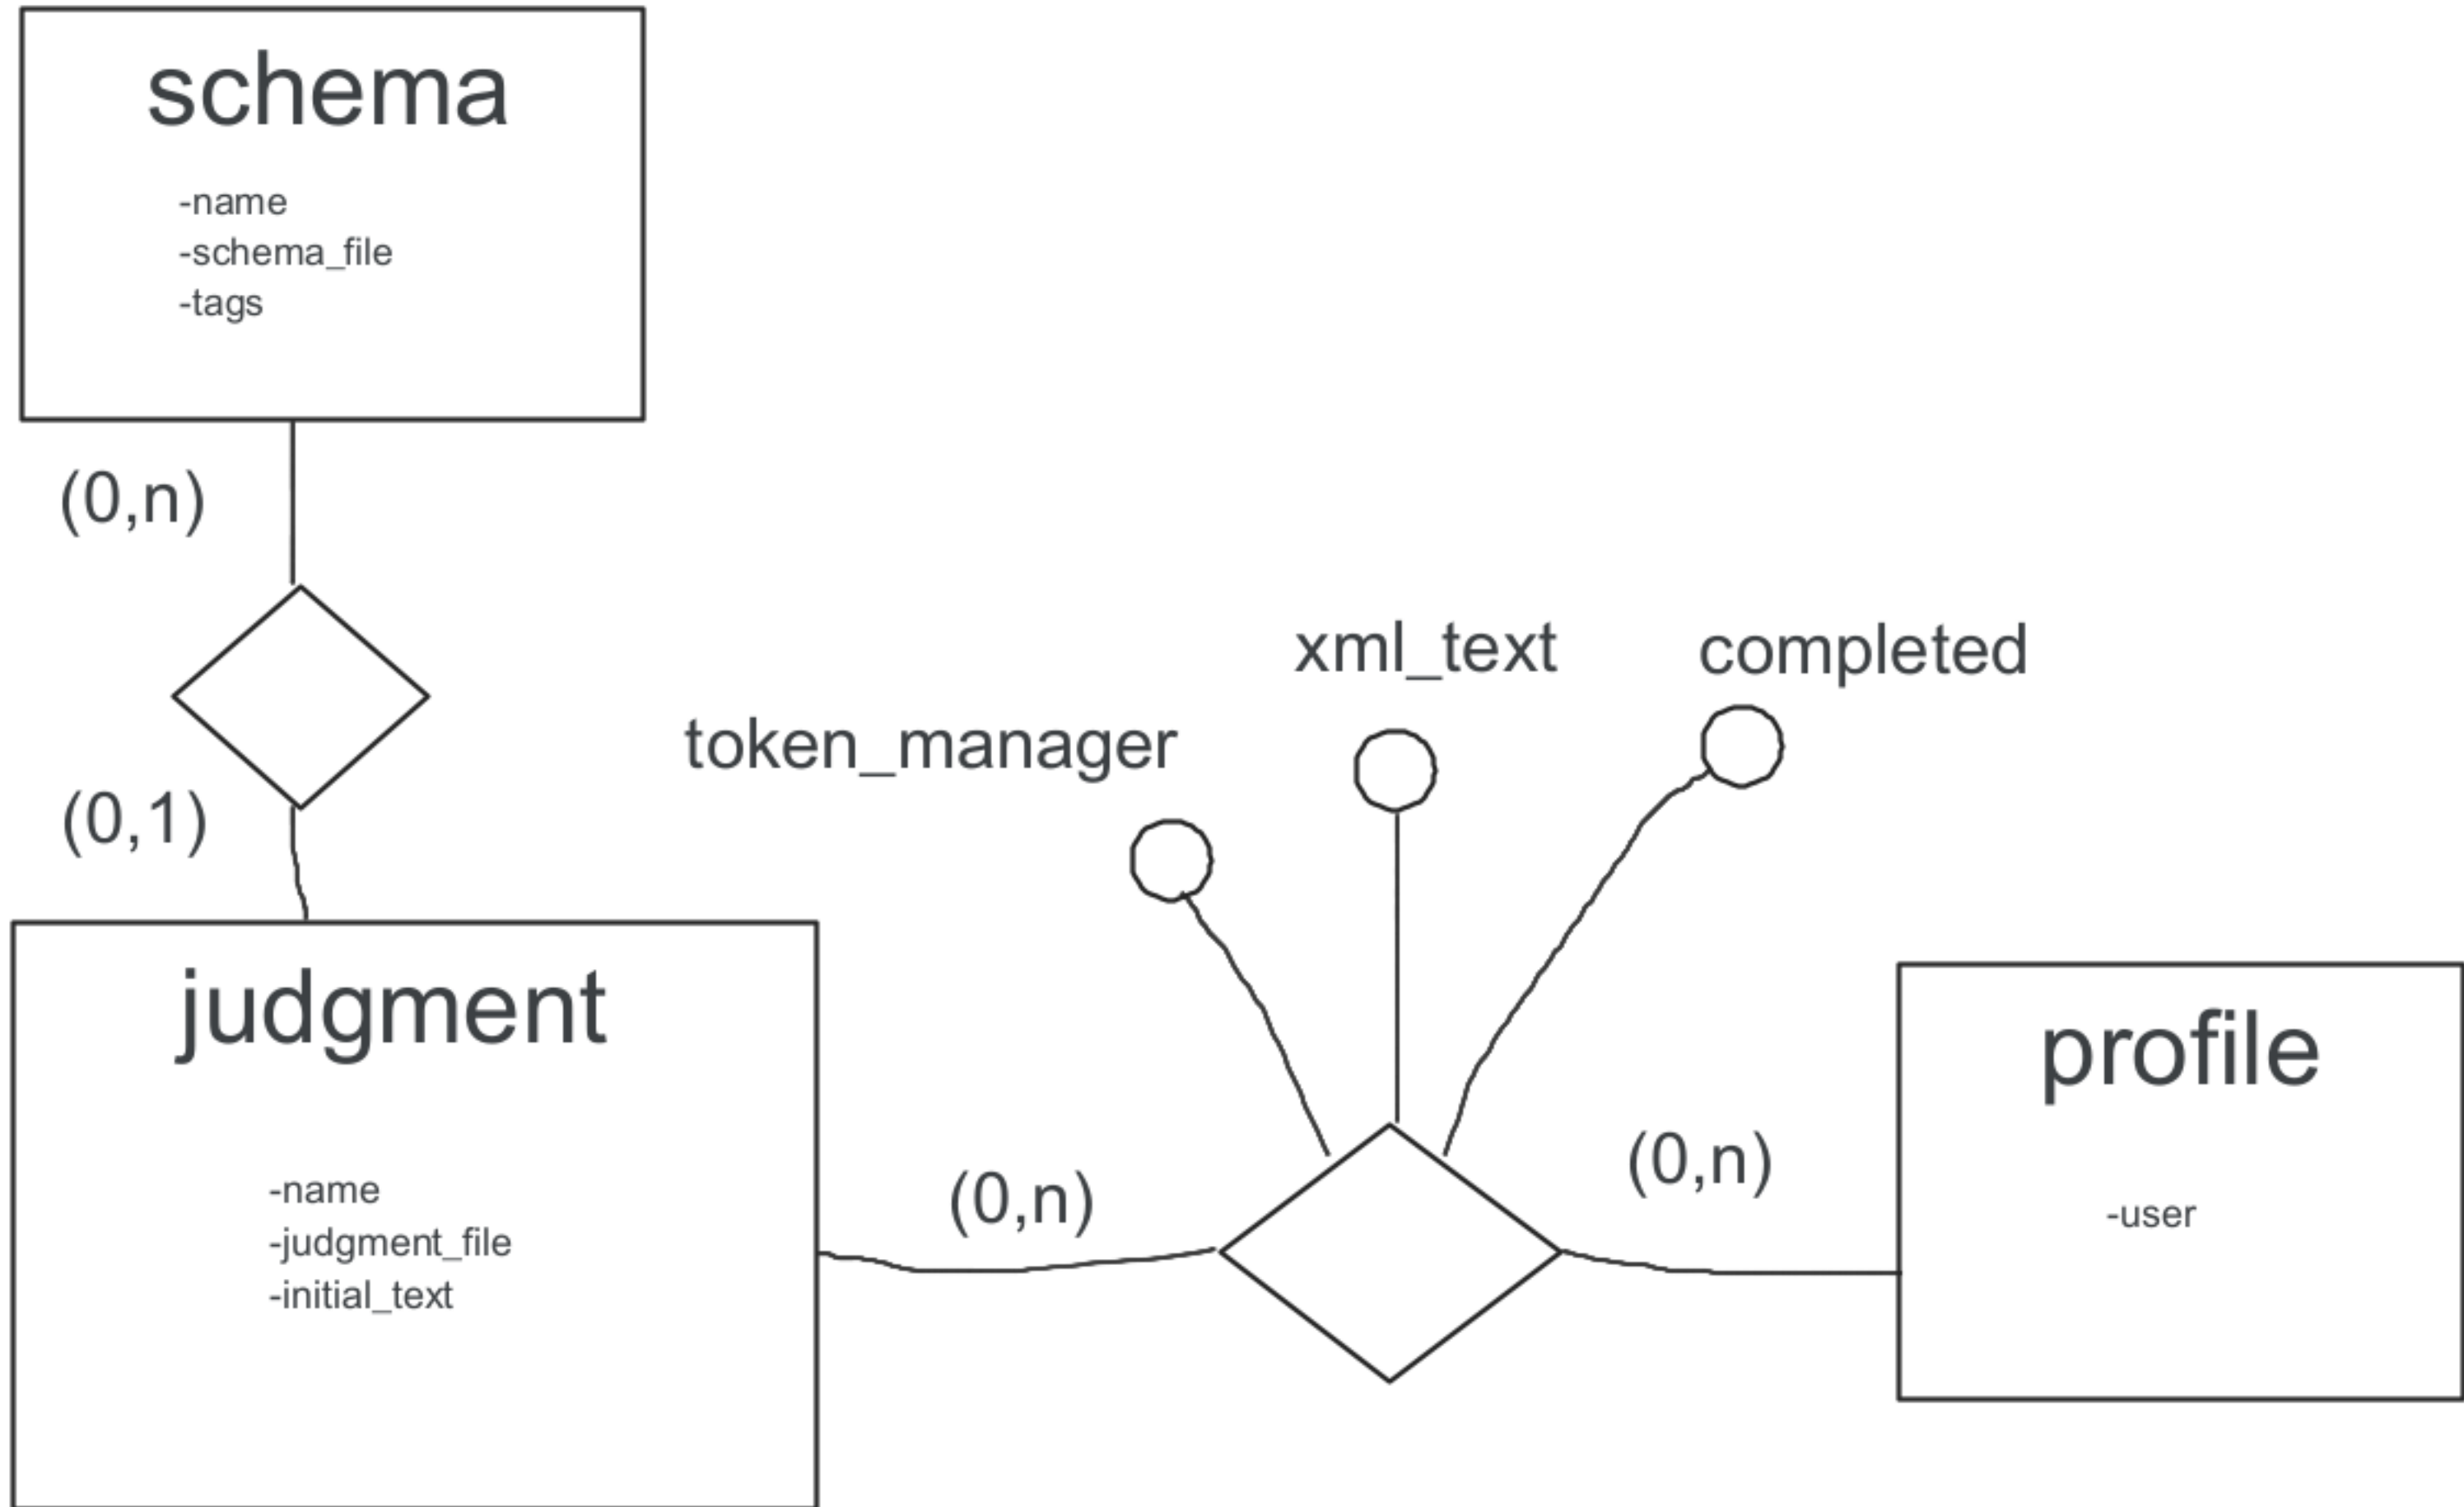 schema
-name
-schema_file
-tags
(0,n)
(0,1)
judgment
-name
-judgment_file
-initial_text
token_manager
xml_text
completed
(0,n)
(0,n)
profile
-user